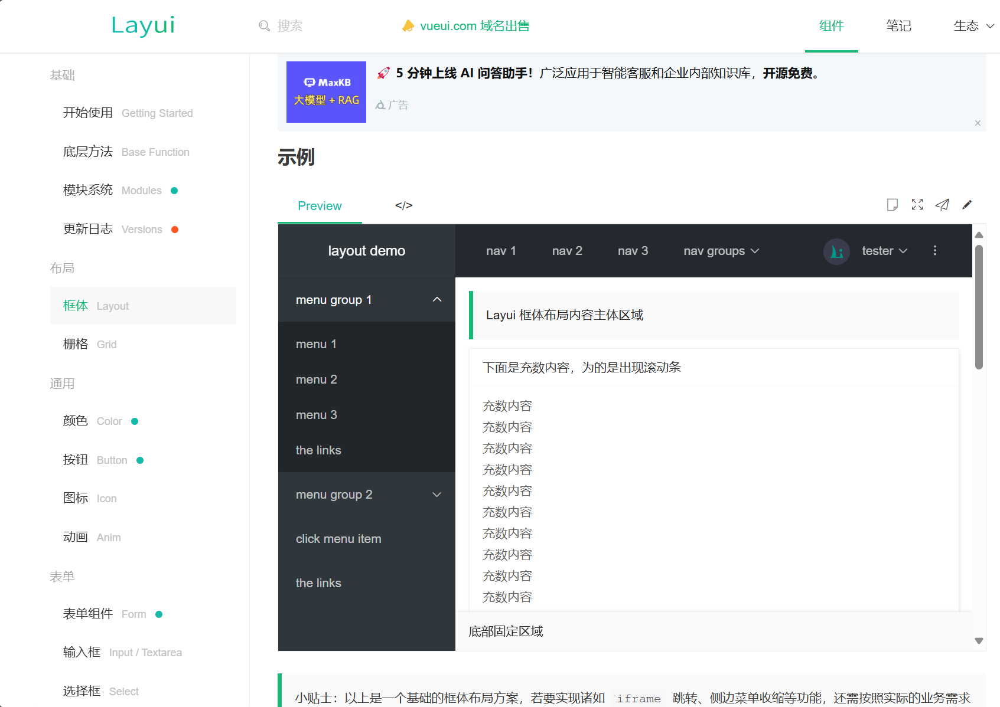 Layui 搜索 vueui.com 域名出售 组件 笔记 生态
基础
开始使用 Getting Started
底层方法 Base Function
模块系统 Modules
更新日志 Versions
布局
框体 Layout
栅格 Grid
通用
颜色 Color
按钮 Button
图标 Icon
动画 Anim
表单
表单组件 Form
输入框 Input / Textarea
选择框 Select
MaxKB
大模型 + RAG
🚀 5 分钟上线 AI 问答助手！广泛应用于智能客服和企业内部知识库，开源免费。
广告
×
示例
Preview </>
layout demo nav 1 nav 2 nav 3 nav groups tester
menu group 1
menu 1
menu 2
menu 3
the links
menu group 2
click menu item
the links
Layui 框体布局内容主体区域
下面是充数内容，为的是出现滚动条
充数内容
充数内容
充数内容
充数内容
充数内容
充数内容
充数内容
充数内容
充数内容
充数内容
底部固定区域
小贴士：以上是一个基础的框体布局方案，若要实现诸如 iframe 跳转、侧边菜单收缩等功能，还需按照实际的业务需求